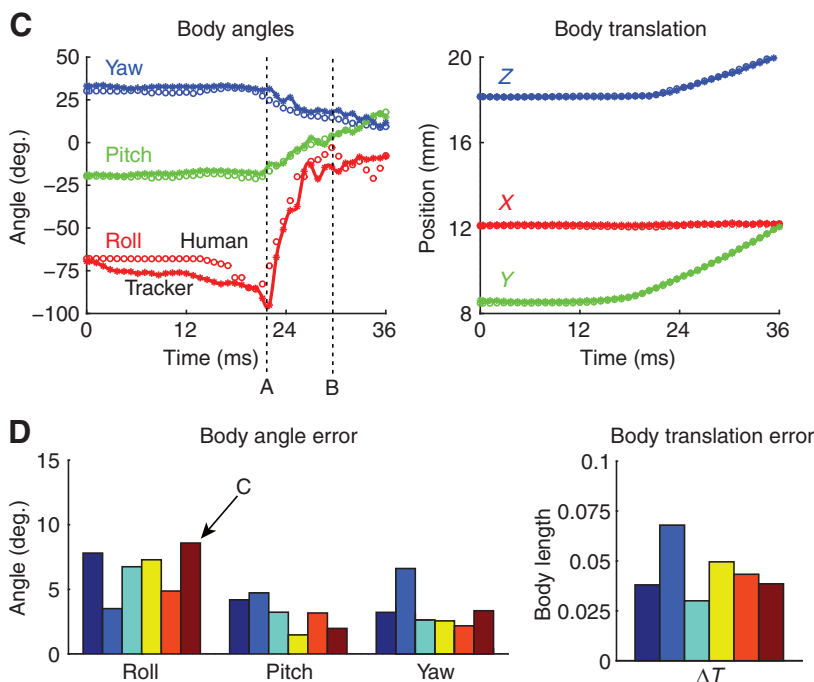 C
Body angles
Body translation
50
25
0
−25
−50
−75
−100
Angle (deg.)
Yaw
Pitch
Roll
Human
Tracker
0
12
24
36
Time (ms)
A
B
20
16
12
8
Position (mm)
Z
X
Y
0
12
24
36
Time (ms)
D
Body angle error
Body translation error
15
10
5
0
Angle (deg.)
C
Roll
Pitch
Yaw
0.1
0.075
0.05
0.025
0
Body length
ΔT